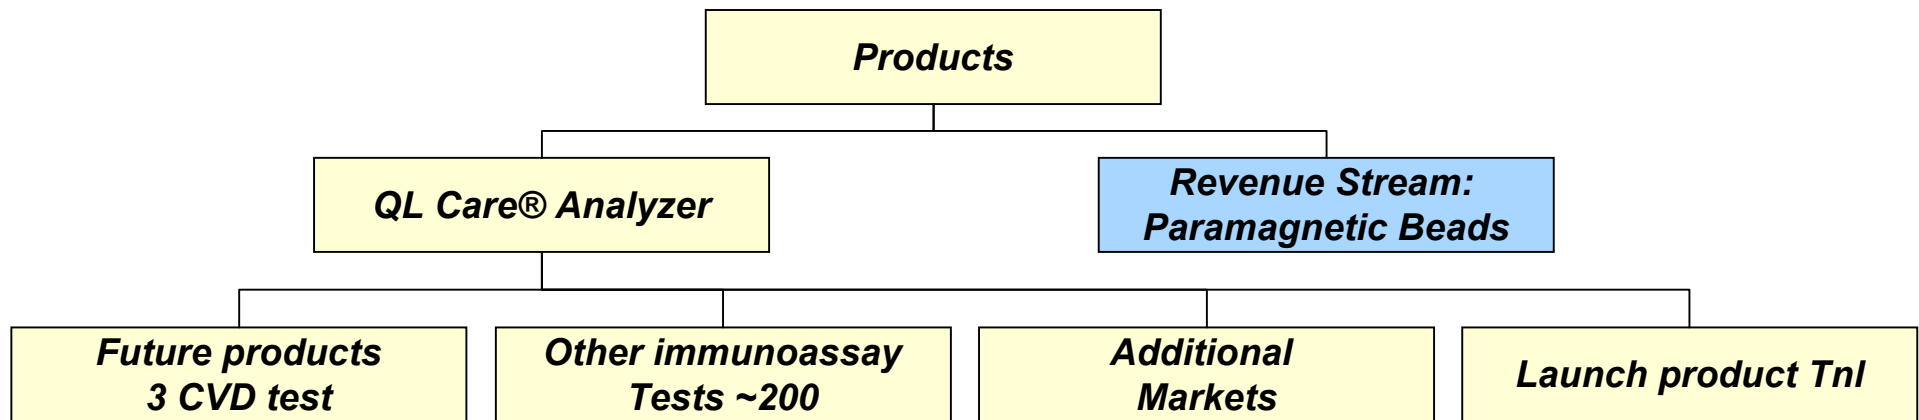 Products
QL Care® Analyzer
Revenue Stream:
Paramagnetic Beads
Future products
3 CVD test
Other immunoassay
Tests ~200
Additional
Markets
Launch product TnI